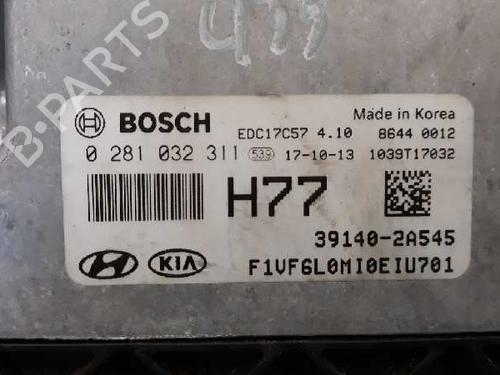 435
B-PARTS
BOSCH
EDC17C57 4.10
Made in Korea
8644 0012
0 281 032 311
539
17-10-13
1039T17032
H77
39140-2A545
KIA
F1VF6L0MI0EIU701